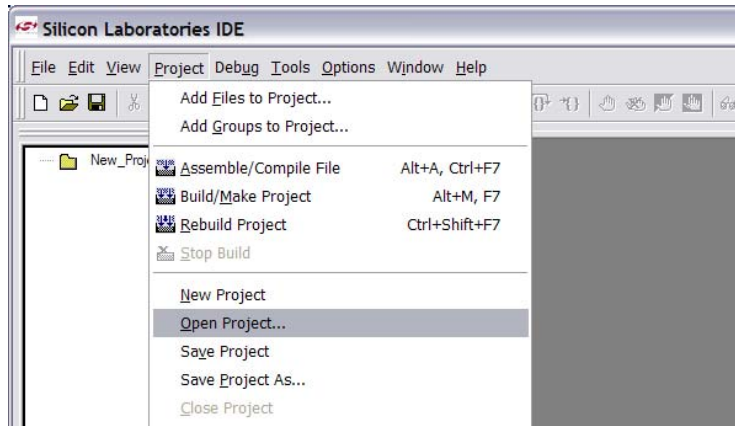 Silicon Laboratories IDE
File Edit View Project Debug Tools Options Window Help
Add Files to Project...
Add Groups to Project...
New_Proj
Assemble/Compile File Alt+A, Ctrl+F7
Build/Make Project Alt+M, F7
Rebuild Project Ctrl+Shift+F7
Stop Build
New Project
Open Project...
Save Project
Save Project As...
Close Project